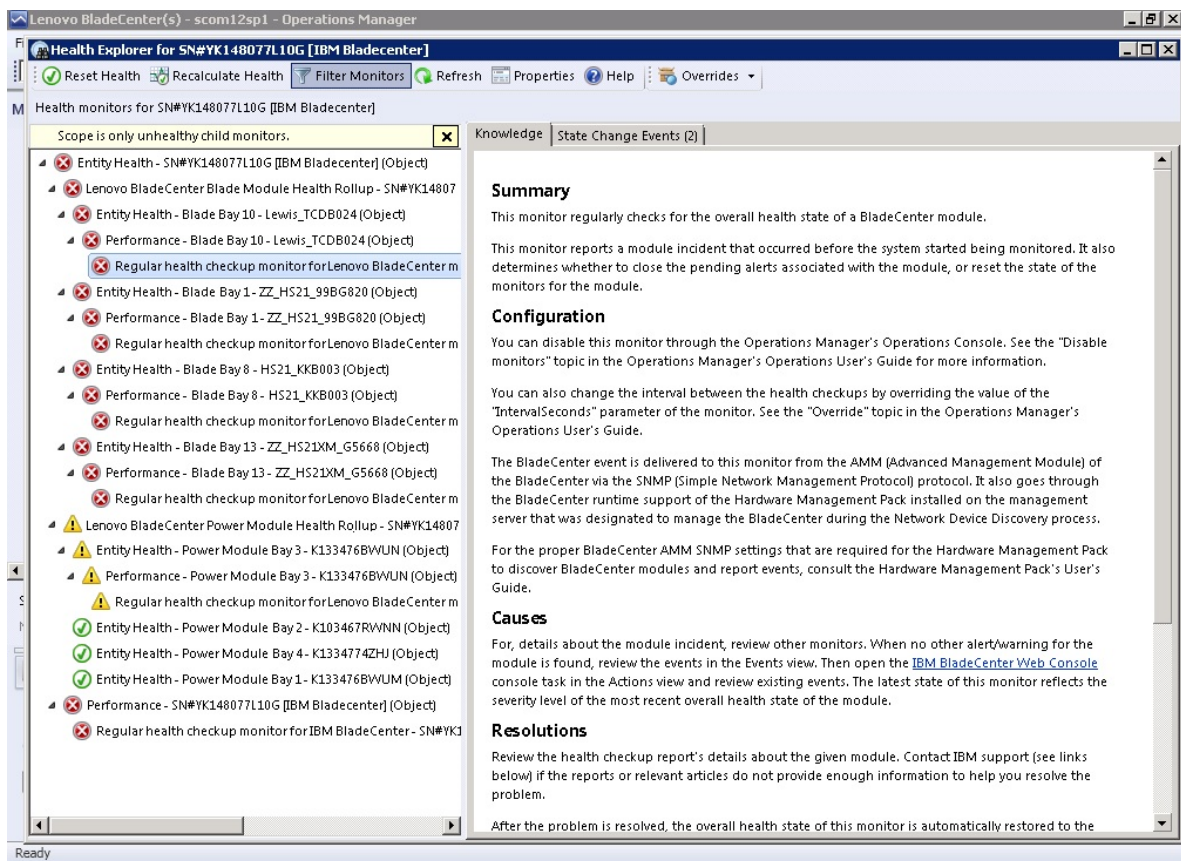 Lenovo BladeCenter(s) - scom12sp1 - Operations Manager
Health Explorer for SN#YK148077L10G [IBM Bladecenter]
Reset Health Recalculate Health Filter Monitors Refresh Properties Help Overrides
Health monitors for SN#YK148077L10G [IBM Bladecenter]
Scope is only unhealthy child monitors.
Entity Health - SN#YK148077L10G [IBM Bladecenter] (Object)
Lenovo BladeCenter Blade Module Health Rollup - SN#YK14807
Entity Health - Blade Bay 10 - Lewis_TCDB024 (Object)
Performance - Blade Bay 10 - Lewis_TCDB024 (Object)
Regular health checkup monitor for Lenovo BladeCenter m
Entity Health - Blade Bay 1 - ZZ_HS21_99BG820 (Object)
Performance - Blade Bay 1 - ZZ_HS21_99BG820 (Object)
Regular health checkup monitor for Lenovo BladeCenter m
Entity Health - Blade Bay 8 - HS21_KKB003 (Object)
Performance - Blade Bay 8 - HS21_KKB003 (Object)
Regular health checkup monitor for Lenovo BladeCenter m
Entity Health - Blade Bay 13 - ZZ_HS21XM_G5668 (Object)
Performance - Blade Bay 13 - ZZ_HS21XM_G5668 (Object)
Regular health checkup monitor for Lenovo BladeCenter m
Lenovo BladeCenter Power Module Health Rollup - SN#YK14807
Entity Health - Power Module Bay 3 - K133476BWUN (Object)
Performance - Power Module Bay 3 - K133476BWUN (Object)
Regular health checkup monitor for Lenovo BladeCenter m
Entity Health - Power Module Bay 2 - K103467RWNN (Object)
Entity Health - Power Module Bay 4 - K1334774ZHJ (Object)
Entity Health - Power Module Bay 1 - K133476BWUM (Object)
Performance - SN#YK148077L10G [IBM Bladecenter] (Object)
Regular health checkup monitor for IBM BladeCenter - SN#YK1
Knowledge State Change Events (2)
Summary
This monitor regularly checks for the overall health state of a BladeCenter module.
This monitor reports a module incident that occurred before the system started being monitored. It also
determines whether to close the pending alerts associated with the module, or reset the state of the
monitors for the module.
Configuration
You can disable this monitor through the Operations Manager's Operations Console. See the "Disable
monitors" topic in the Operations Manager's Operations User's Guide for more information.
You can also change the interval between the health checkups by overriding the value of the
"IntervalSeconds" parameter of the monitor. See the "Override" topic in the Operations Manager's
Operations User's Guide.
The BladeCenter event is delivered to this monitor from the AMM (Advanced Management Module) of
the BladeCenter via the SNMP (Simple Network Management Protocol) protocol. It also goes through
the BladeCenter runtime support of the Hardware Management Pack installed on the management
server that was designated to manage the BladeCenter during the Network Device Discovery process.
For the proper BladeCenter AMM SNMP settings that are required for the Hardware Management Pack
to discover BladeCenter modules and report events, consult the Hardware Management Pack's User's
Guide.
Causes
For, details about the module incident, review other monitors. When no other alert/warning for the
module is found, review the events in the Events view. Then open the IBM BladeCenter Web Console
console task in the Actions view and review existing events. The latest state of this monitor reflects the
severity level of the most recent overall health state of the module.
Resolutions
Review the health checkup report's details about the given module. Contact IBM support (see links
below) if the reports or relevant articles do not provide enough information to help you resolve the
problem.
After the problem is resolved, the overall health state of this monitor is automatically restored to the
Ready